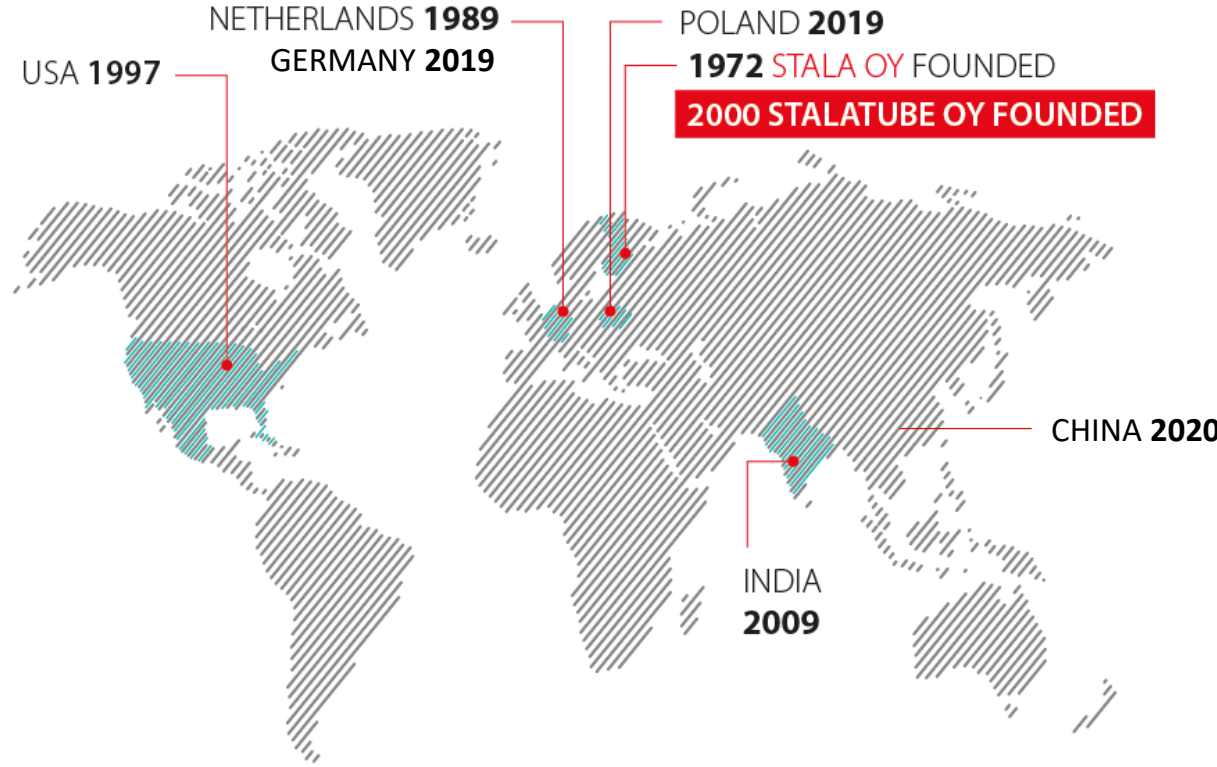 NETHERLANDS 1989
GERMANY 2019
USA 1997
POLAND 2019
1972 STALA OY FOUNDED
2000 STALATUBE OY FOUNDED
CHINA 2020
INDIA
2009